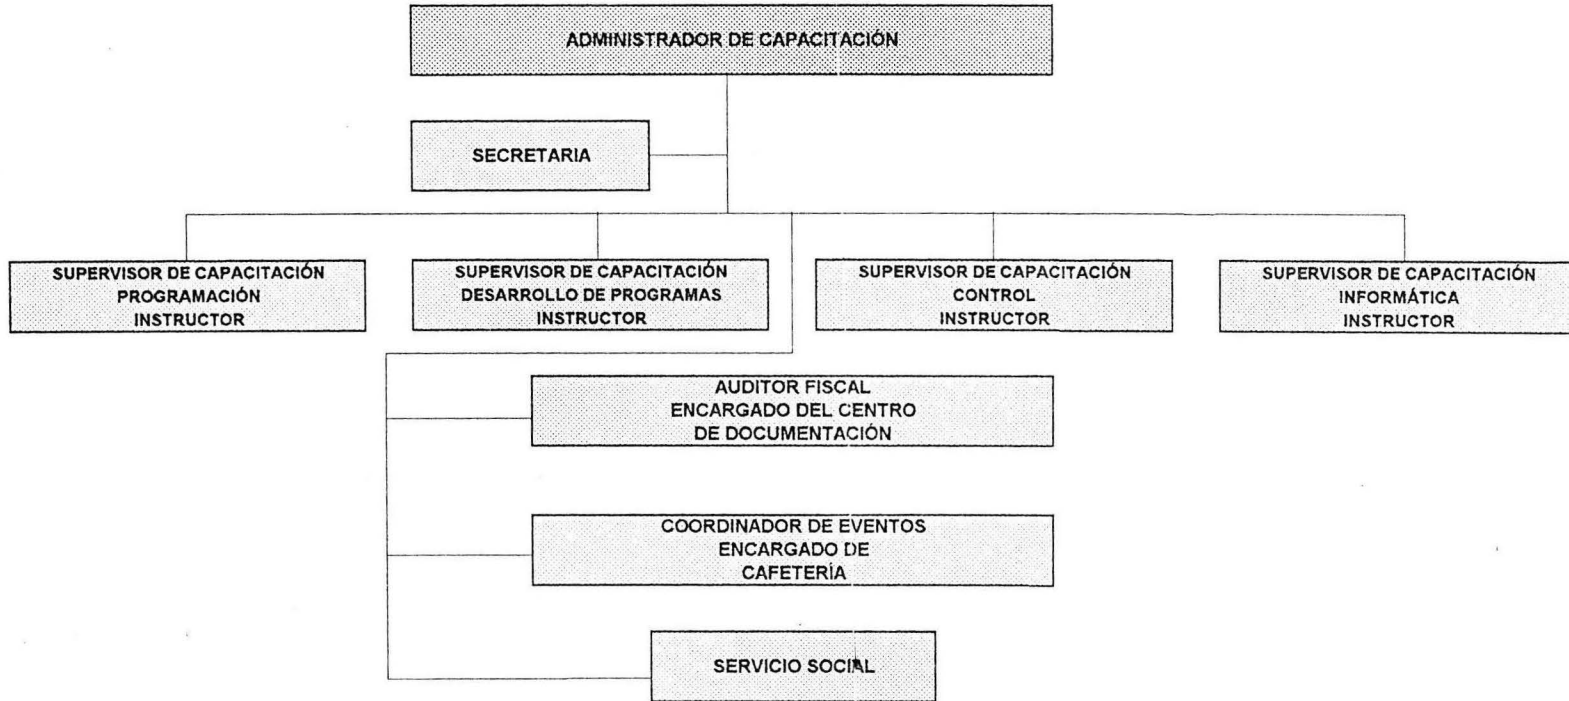 ADMINISTRADOR DE CAPACITACIÓN
SECRETARIA
SUPERVISOR DE CAPACITACIÓN
PROGRAMACIÓN
INSTRUCTOR
SUPERVISOR DE CAPACITACIÓN
DESARROLLO DE PROGRAMAS
INSTRUCTOR
SUPERVISOR DE CAPACITACIÓN
CONTROL
INSTRUCTOR
SUPERVISOR DE CAPACITACIÓN
INFORMÁTICA
INSTRUCTOR
AUDITOR FISCAL
ENCARGADO DEL CENTRO
DE DOCUMENTACIÓN
COORDINADOR DE EVENTOS
ENCARGADO DE
CAFETERÍA
SERVICIO SOCIAL